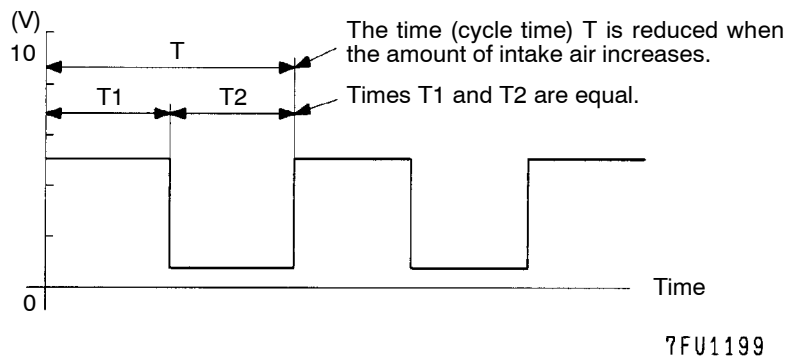 (V)
10
T
The time (cycle time) T is reduced when
the amount of intake air increases.
T1
T2
Times T1 and T2 are equal.
Time
0
7FU1199